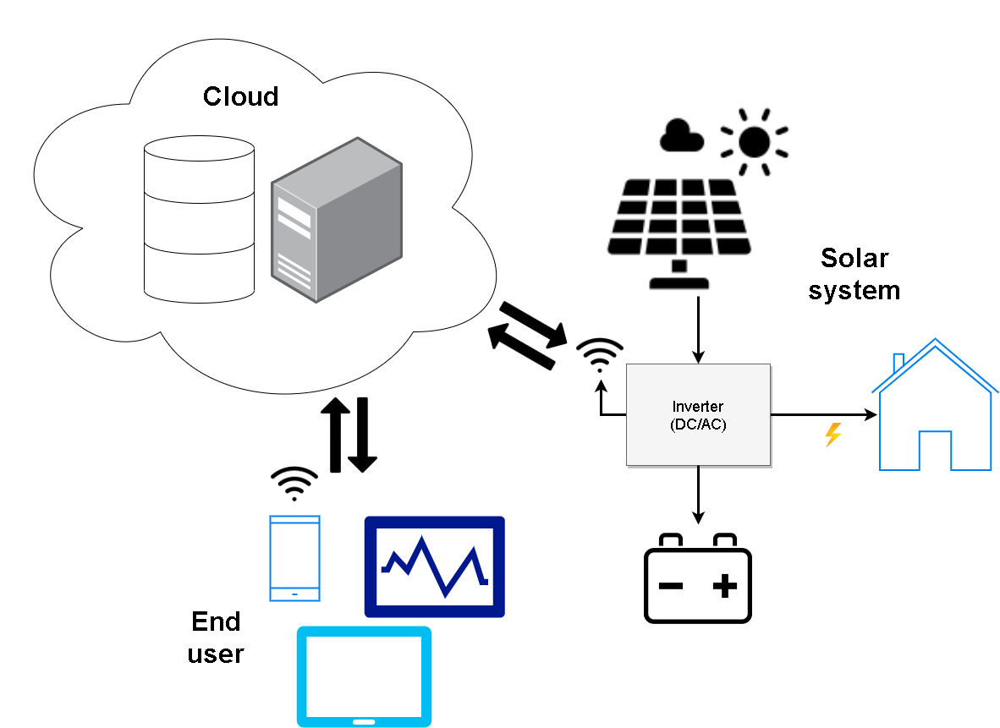 Cloud
Solar
system
Inverter
(DC/AC)
End
user